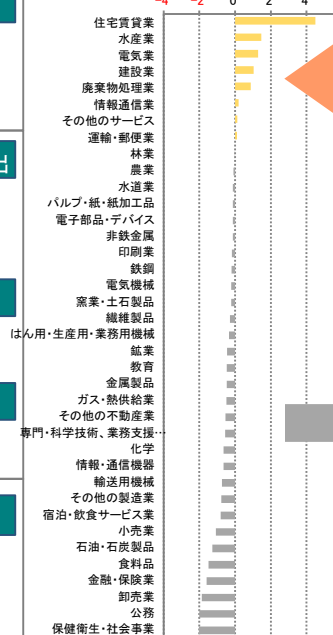 -4 -2 0 2 4
住宅賃貸業
水産業
電気業
建設業
廃棄物処理業
情報通信業
その他のサービス
運輸・郵便業
出
林業
農業
水道業
パルプ・紙・紙加工品
電子部品・デバイス
非鉄金属
印刷業
鉄鋼
電気機械
窯業・土石製品
繊維製品
はん用・生産用・業務用機械
鉱業
教育
金属製品
ガス・熱供給業
その他の不動産業
専門・科学技術、業務支援…
化学
情報・通信機器
輸送用機械
その他の製造業
宿泊・飲食サービス業
小売業
石油・石炭製品
食料品
金融・保険業
卸売業
公務
保健衛生・社会事業